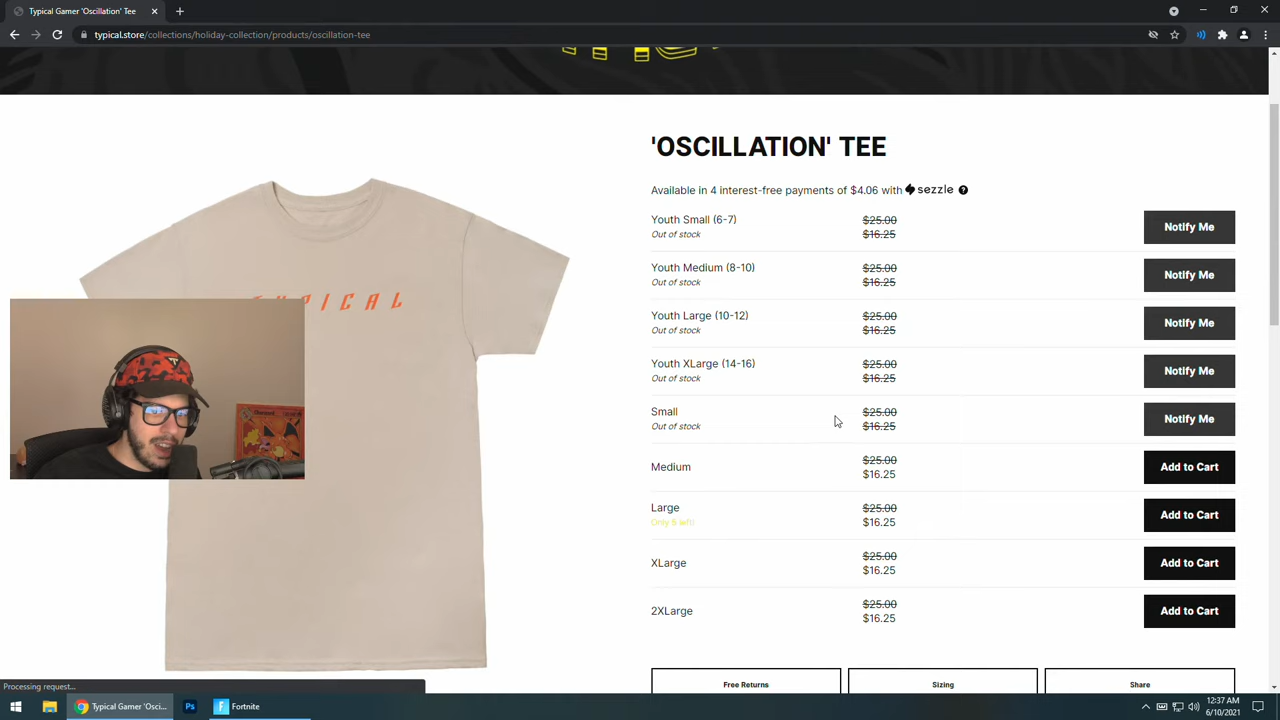 Typical Gamer 'Oscillation' Tee
typical.store/collections/holiday-collection/products/oscillation-tee
'OSCILLATION' TEE
Available in 4 interest-free payments of $4.06 with sezzle ?
Youth Small (6-7) $25.00
Out of stock $16.25
Notify Me
Youth Medium (8-10) $25.00
Out of stock $16.25
Notify Me
Youth Large (10-12) $25.00
Out of stock $16.25
Notify Me
Youth XLarge (14-16) $25.00
Out of stock $16.25
Notify Me
Small $25.00
Out of stock $16.25
Notify Me
Medium $25.00
$16.25
Add to Cart
Large $25.00
Only 5 left! $16.25
Add to Cart
XLarge $25.00
$16.25
Add to Cart
2XLarge $25.00
$16.25
Add to Cart
Free Returns
Sizing
Share
Processing request...
Typical Gamer 'Osci...
Ps
Fortnite
12:37 AM
6/10/2021